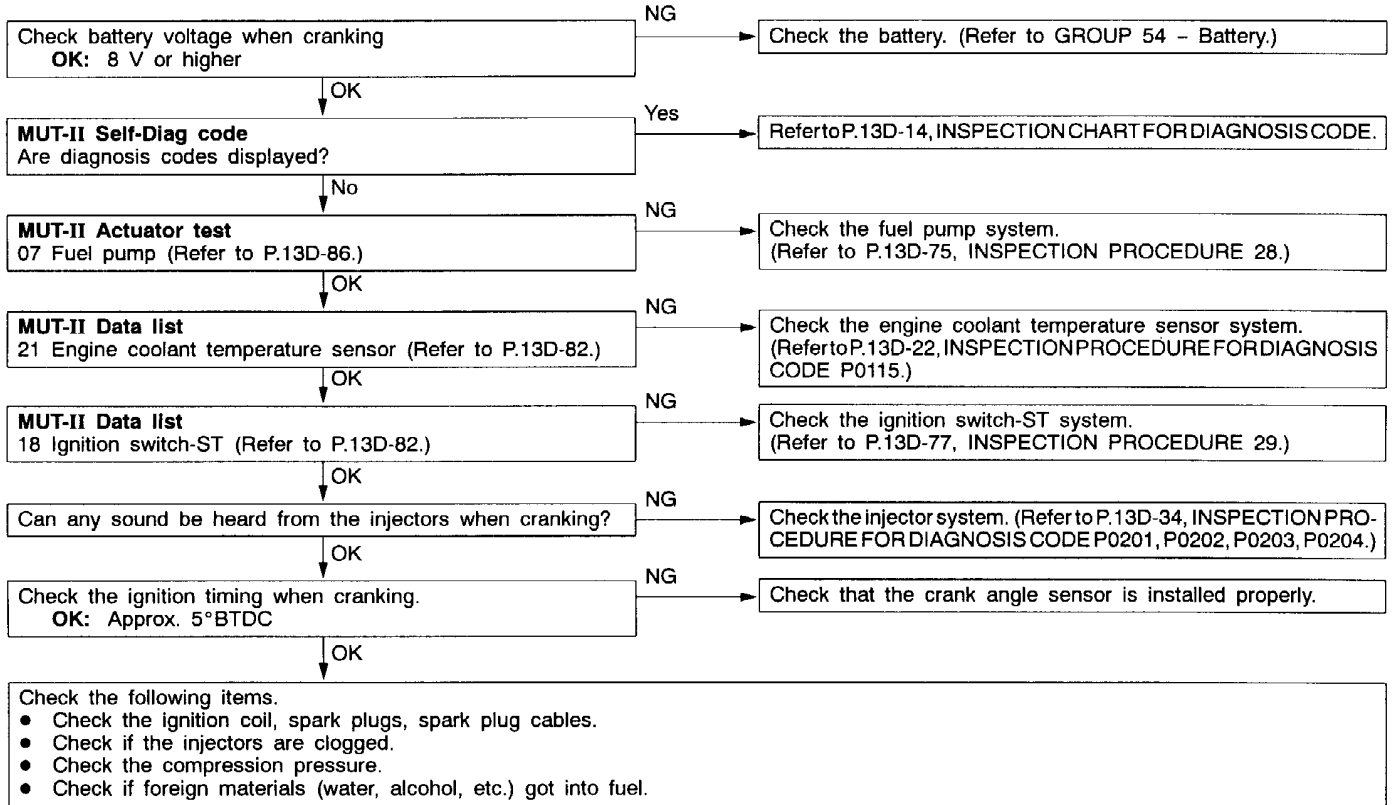 Check battery voltage when cranking
OK: 8 V or higher
NG
Check the battery. (Refer to GROUP 54 – Battery.)
OK
MUT-II Self-Diag code
Are diagnosis codes displayed?
Yes
Refer to P.13D-14, INSPECTION CHART FOR DIAGNOSIS CODE.
No
MUT-II Actuator test
07 Fuel pump (Refer to P.13D-86.)
NG
Check the fuel pump system.
(Refer to P.13D-75, INSPECTION PROCEDURE 28.)
OK
MUT-II Data list
21 Engine coolant temperature sensor (Refer to P.13D-82.)
NG
Check the engine coolant temperature sensor system.
(Refer to P.13D-22, INSPECTION PROCEDURE FOR DIAGNOSIS
CODE P0115.)
OK
MUT-II Data list
18 Ignition switch-ST (Refer to P.13D-82.)
NG
Check the ignition switch-ST system.
(Refer to P.13D-77, INSPECTION PROCEDURE 29.)
OK
Can any sound be heard from the injectors when cranking?
NG
Check the injector system. (Refer to P.13D-34, INSPECTION PRO-
CEDURE FOR DIAGNOSIS CODE P0201, P0202, P0203, P0204.)
OK
Check the ignition timing when cranking.
OK: Approx. 5°BTDC
NG
Check that the crank angle sensor is installed properly.
OK
Check the following items.
● Check the ignition coil, spark plugs, spark plug cables.
● Check if the injectors are clogged.
● Check the compression pressure.
● Check if foreign materials (water, alcohol, etc.) got into fuel.